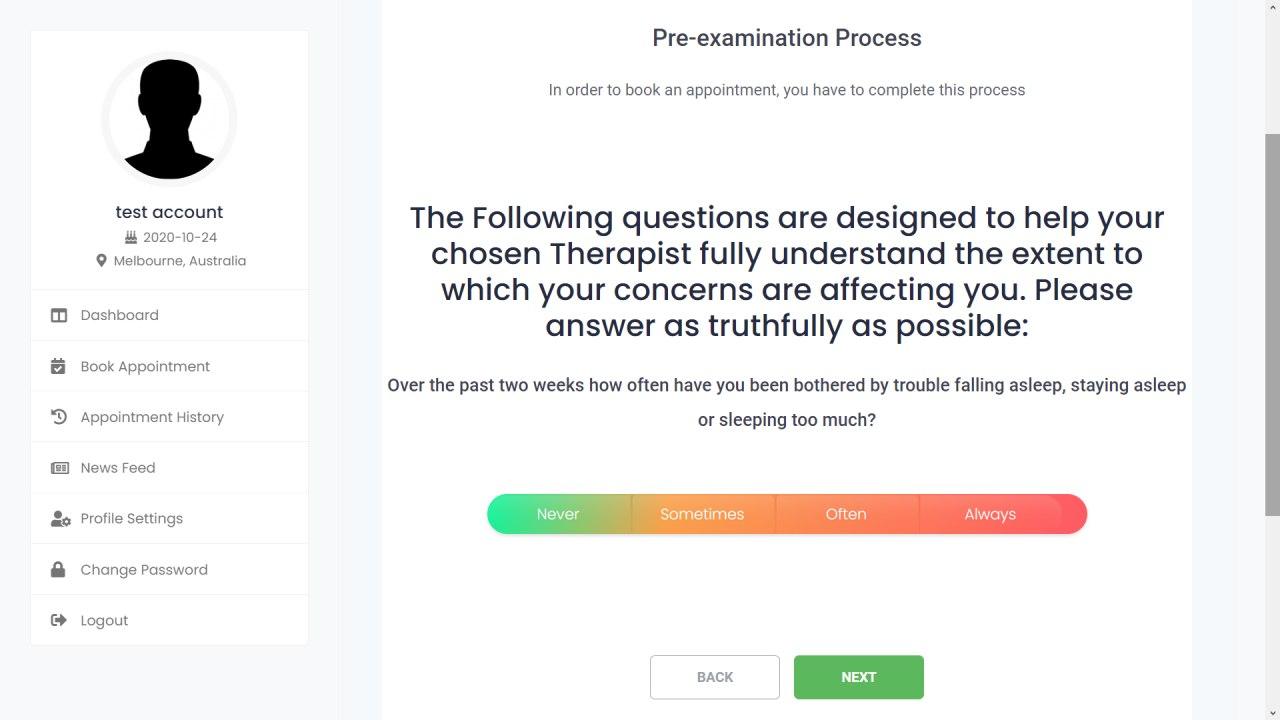 test account
2020-10-24
Melbourne, Australia
Dashboard
Book Appointment
Appointment History
News Feed
Profile Settings
Change Password
Logout
Pre-examination Process
In order to book an appointment, you have to complete this process
The Following questions are designed to help your
chosen Therapist fully understand the extent to
which your concerns are affecting you. Please
answer as truthfully as possible:
Over the past two weeks how often have you been bothered by trouble falling asleep, staying asleep
or sleeping too much?
Never Sometimes Often Always
BACK NEXT